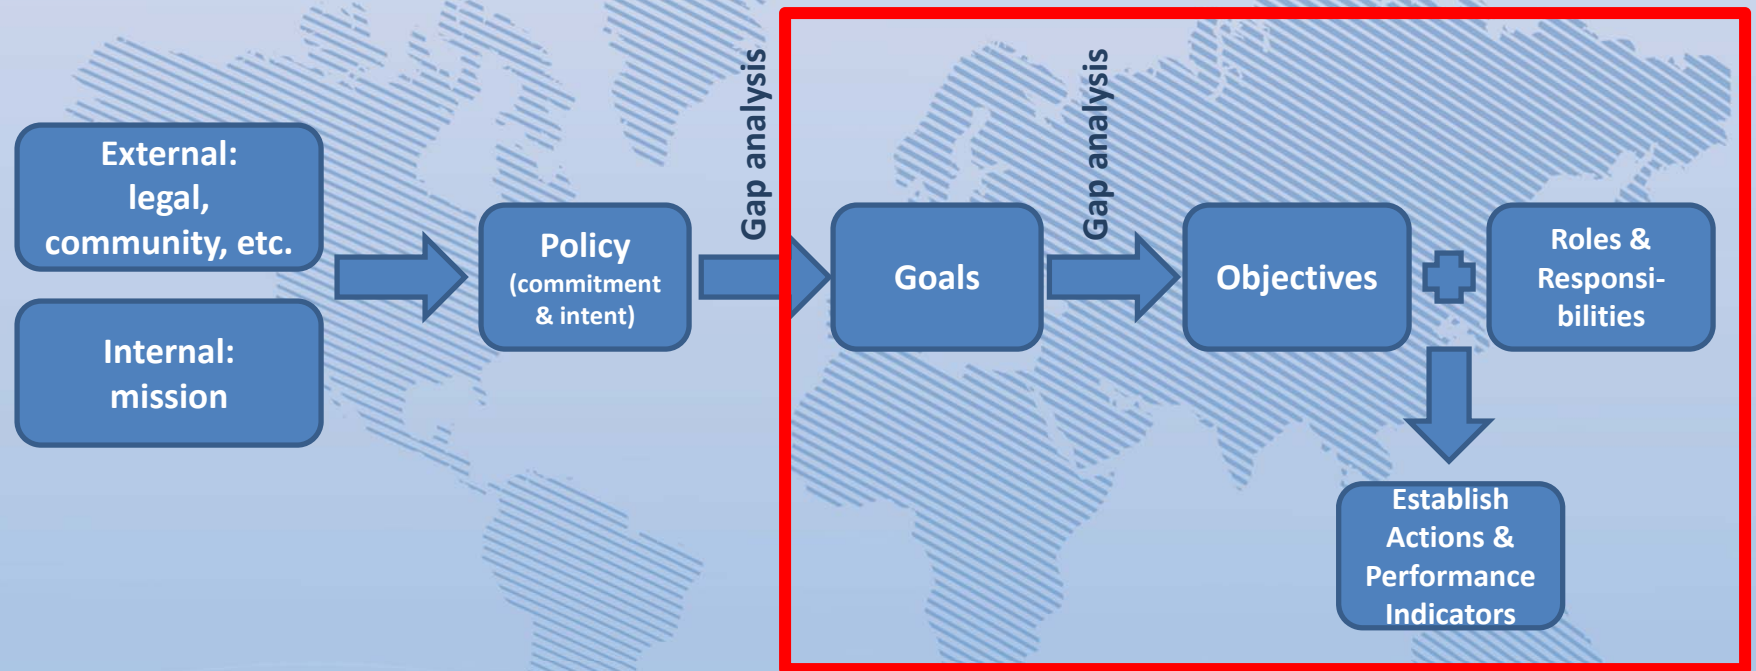 External:
legal,
community, etc.
Internal:
mission
Policy
(commitment
& intent)
Gap analysis
Goals
Gap analysis
Objectives
Roles &
Responsi-
bilities
Establish
Actions &
Performance
Indicators